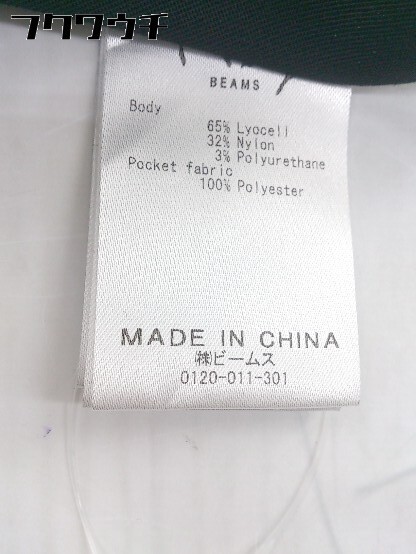 フクウウチ
BEAMS
Body
65% Lyocell
32% Nylon
3% Polyurethane
Pocket fabric
100% Polyester
MADE IN CHINA
㈱ビームス
0120-011-301